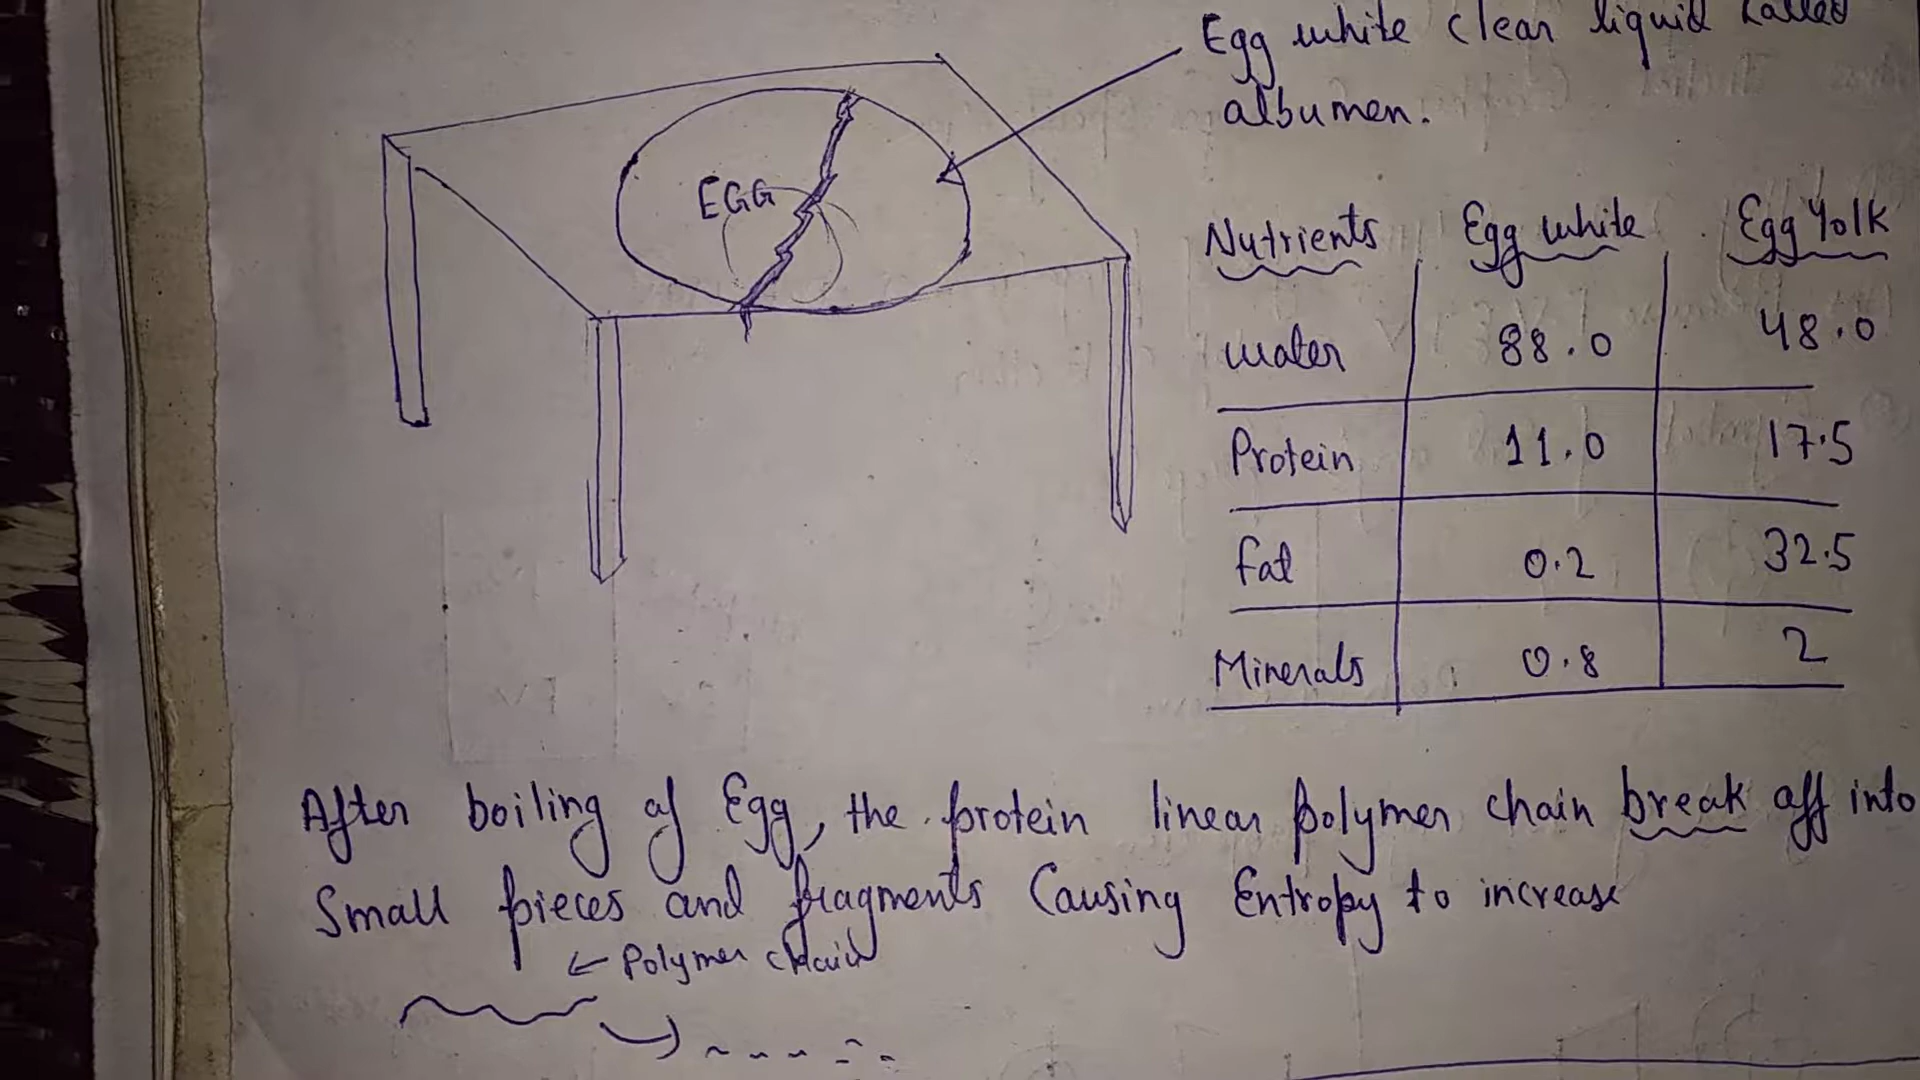 Egg white clear liquid called
albumen.
EGG
Nutrients Egg white Egg Yolk
water 88.0 48.0
Protein 11.0 17.5
fat 0.2 32.5
Minerals 0.8 2
After boiling of Egg, the protein linear polymer chain break off into
Small pieces and fragments Causing Entropy to increase
← Polymer chain